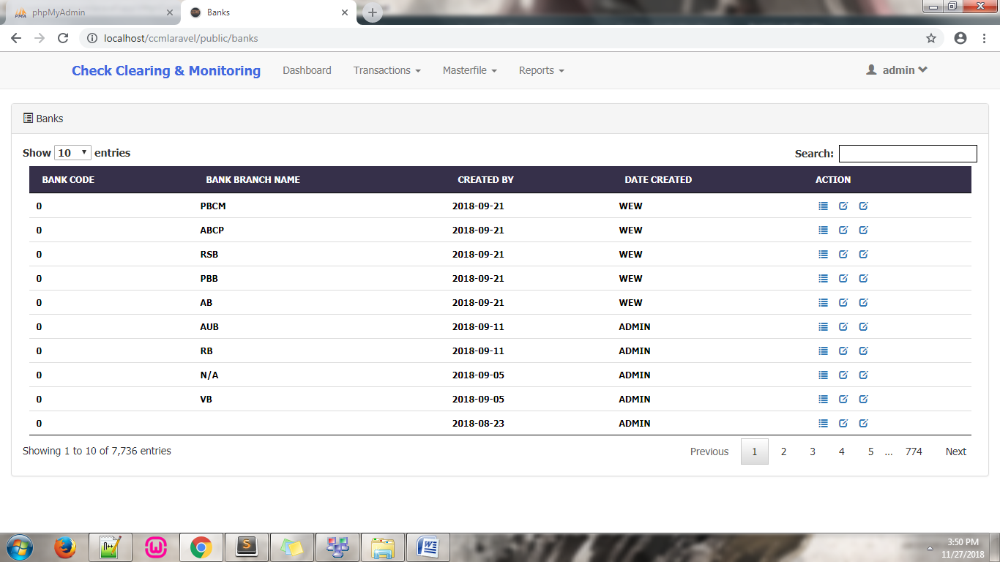 phpMyAdmin
Banks
localhost/ccmlaravel/public/banks
Check Clearing & Monitoring Dashboard Transactions Masterfile Reports admin
Banks
Show 10 entries Search:
BANK CODE BANK BRANCH NAME CREATED BY DATE CREATED ACTION
0 PBCM 2018-09-21 WEW
0 ABCP 2018-09-21 WEW
0 RSB 2018-09-21 WEW
0 PBB 2018-09-21 WEW
0 AB 2018-09-21 WEW
0 AUB 2018-09-11 ADMIN
0 RB 2018-09-11 ADMIN
0 N/A 2018-09-05 ADMIN
0 VB 2018-09-05 ADMIN
0 2018-08-23 ADMIN
Showing 1 to 10 of 7,736 entries Previous 1 2 3 4 5 ... 774 Next
3:50 PM
11/27/2018